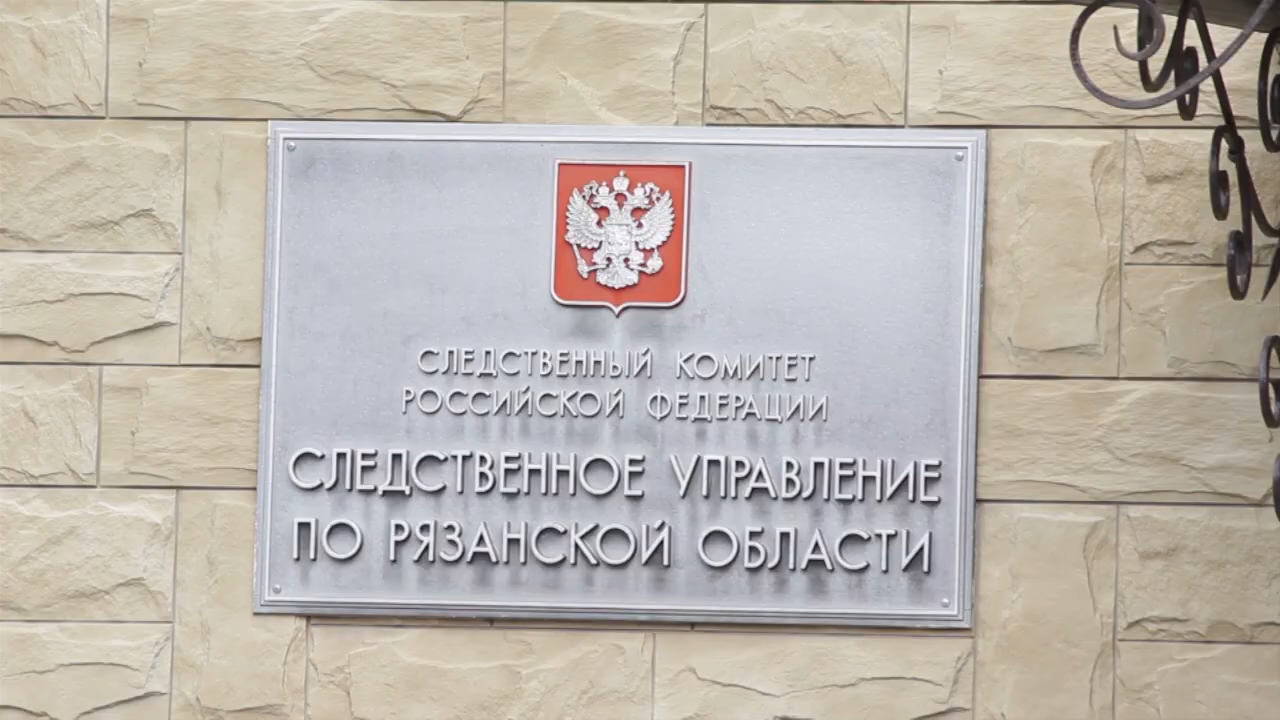 СЛЕДСТВЕННЫЙ КОМИТЕТ
РОССИЙСКОЙ ФЕДЕРАЦИИ
СЛЕДСТВЕННОЕ УПРАВЛЕНИЕ
ПО РЯЗАНСКОЙ ОБЛАСТИ